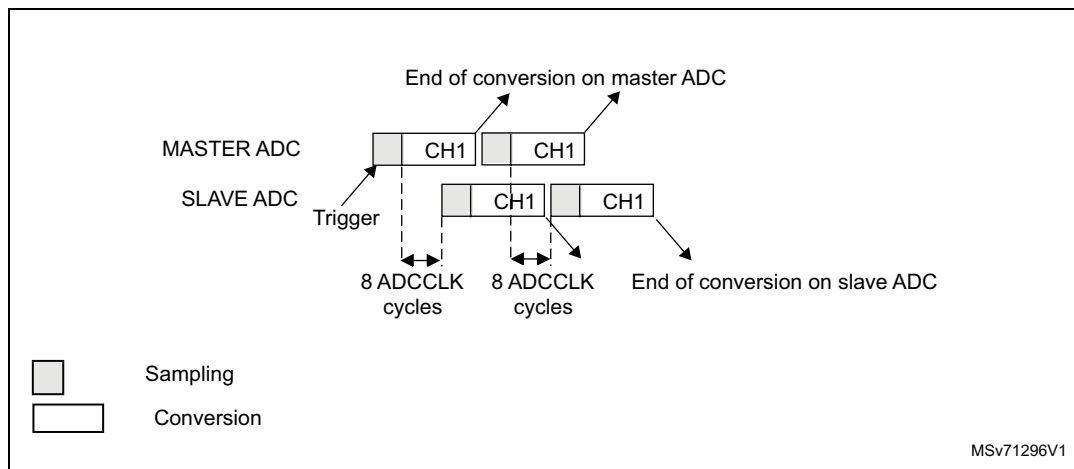 End of conversion on master ADC
MASTER ADC
CH1
CH1
SLAVE ADC
Trigger
CH1
CH1
8 ADCCLK
cycles
8 ADCCLK
cycles
End of conversion on slave ADC
Sampling
Conversion
MSv71296V1